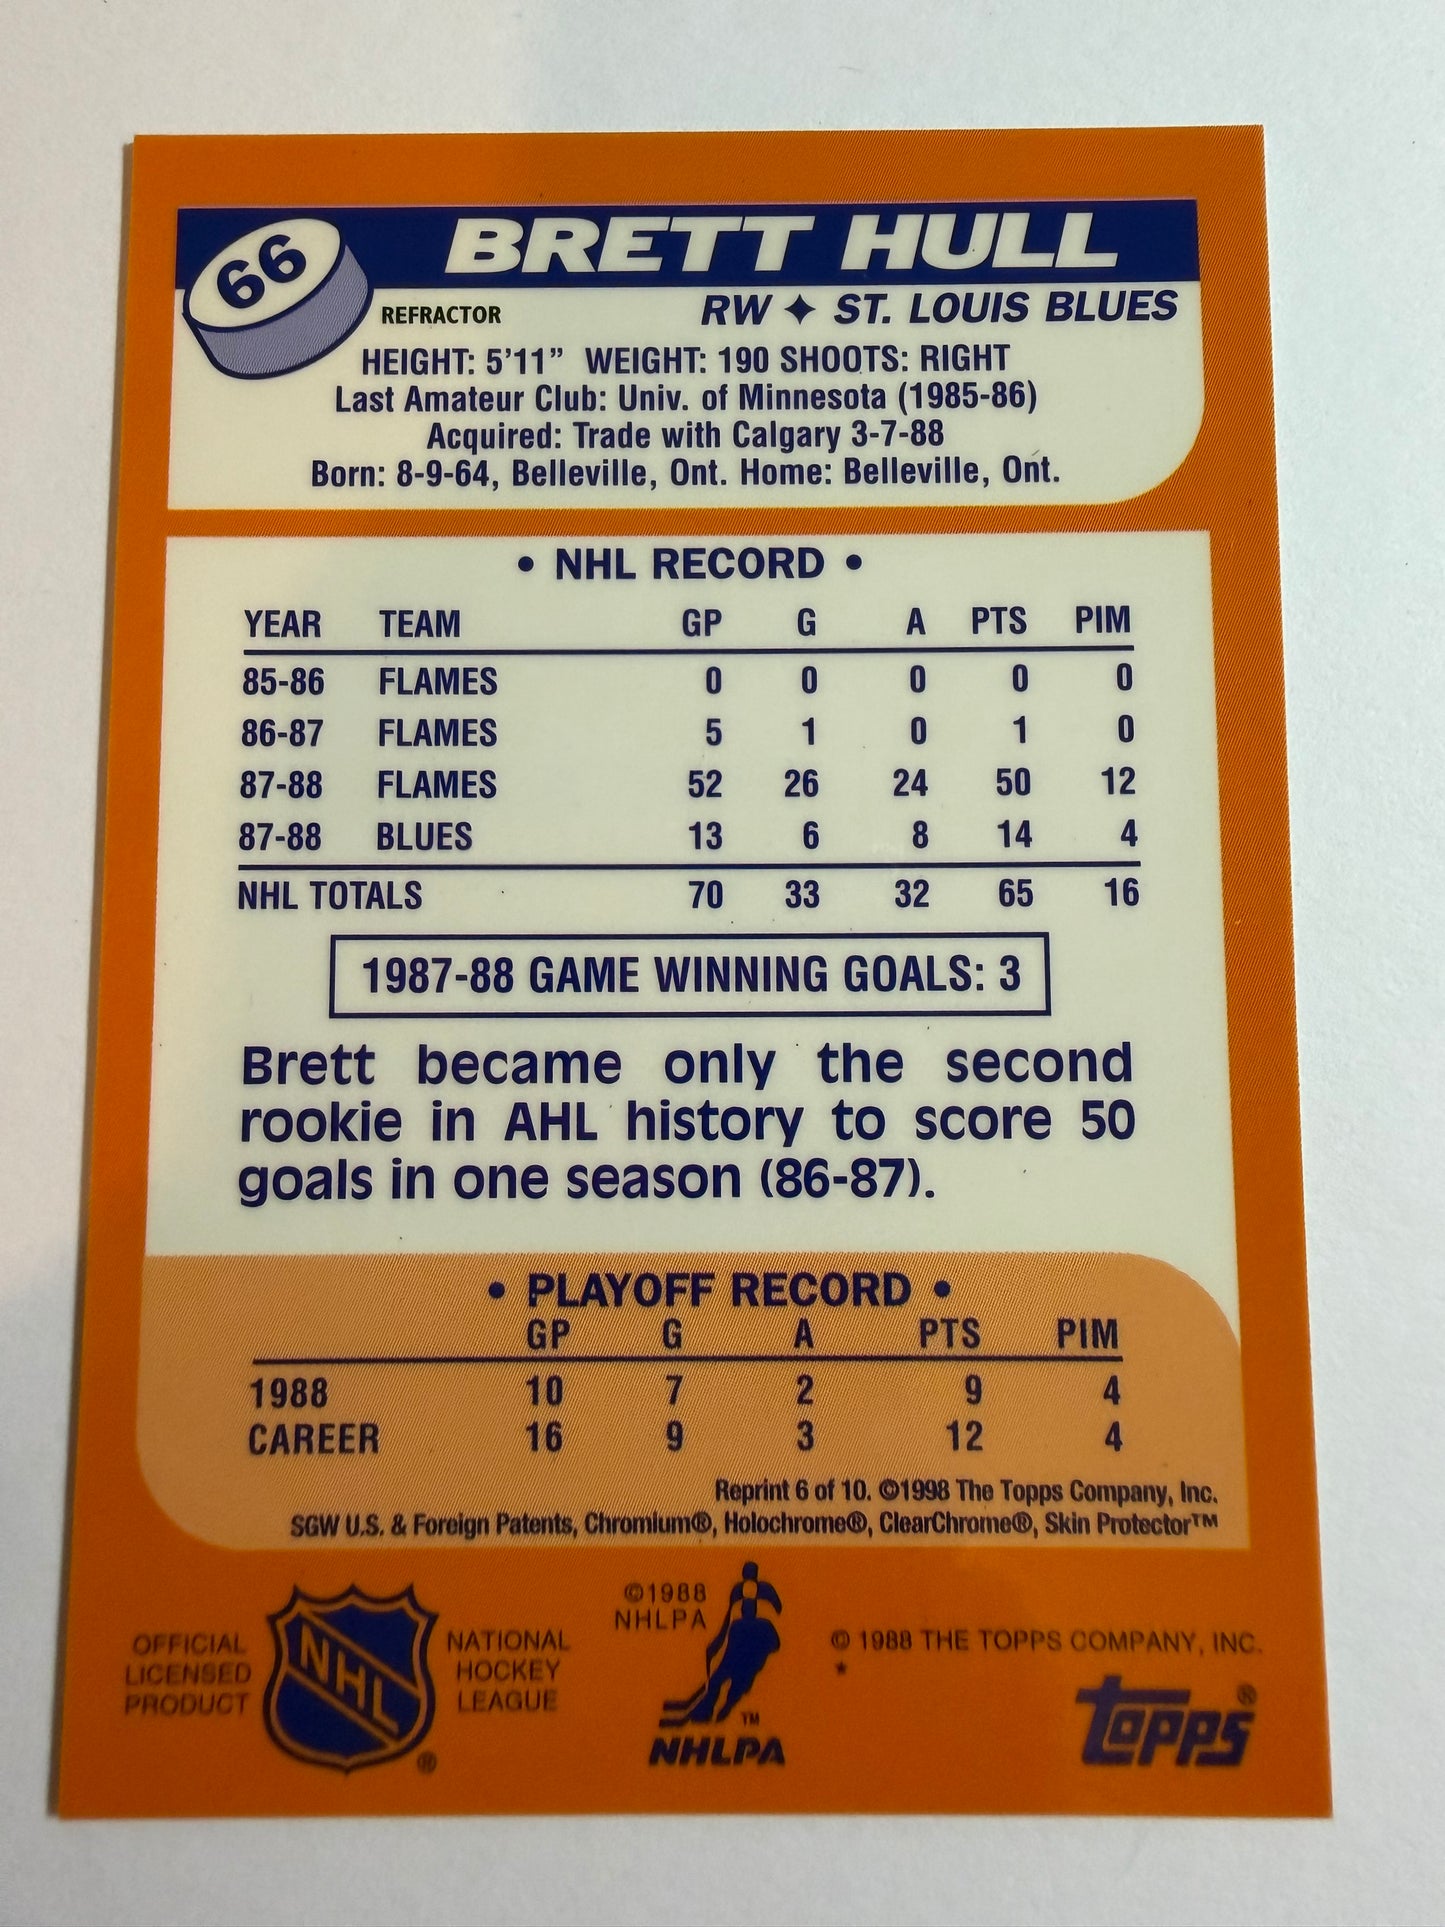 66
BRETT HULL
REFRACTOR
RW ✦ ST. LOUIS BLUES
HEIGHT: 5'11" WEIGHT: 190 SHOOTS: RIGHT
Last Amateur Club: Univ. of Minnesota (1985-86)
Acquired: Trade with Calgary 3-7-88
Born: 8-9-64, Belleville, Ont. Home: Belleville, Ont.
• NHL RECORD •
YEAR TEAM GP G A PTS PIM
85-86 FLAMES 0 0 0 0 0
86-87 FLAMES 5 1 0 1 0
87-88 FLAMES 52 26 24 50 12
87-88 BLUES 13 6 8 14 4
NHL TOTALS 70 33 32 65 16
1987-88 GAME WINNING GOALS: 3
Brett became only the second
rookie in AHL history to score 50
goals in one season (86-87).
• PLAYOFF RECORD •
GP G A PTS PIM
1988 10 7 2 9 4
CAREER 16 9 3 12 4
Reprint 6 of 10. ©1998 The Topps Company, Inc.
SGW U.S. & Foreign Patents, Chromium®, Holochrome®, ClearChrome®, Skin Protector™
OFFICIAL
LICENSED
PRODUCT
NHL
®
NATIONAL
HOCKEY
LEAGUE
©1988
NHLPA
TM
NHLPA
© 1988 THE TOPPS COMPANY, INC.
*
Topps®